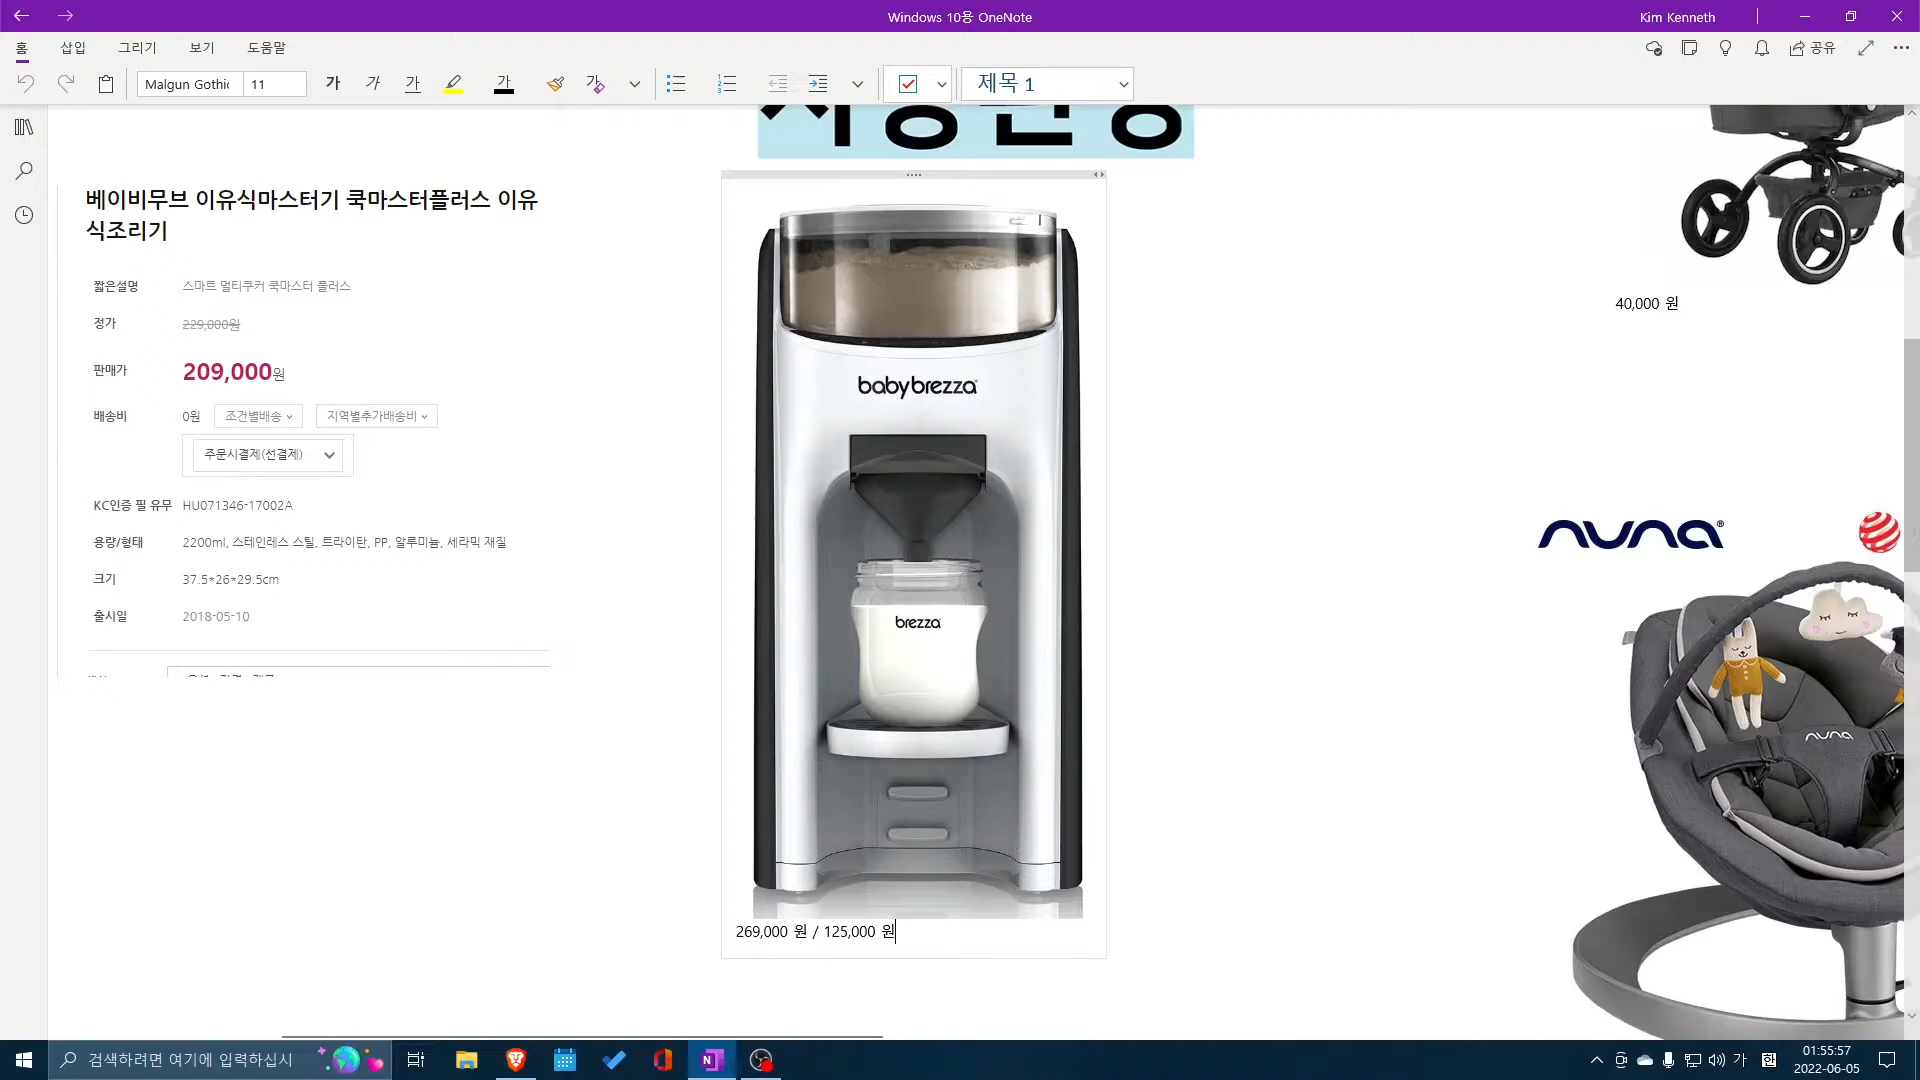 Windows 10용 OneNote
Kim Kenneth
홈 삽입 그리기 보기 도움말
공유
Malgun Gothic 11 가 가 가 가 가 제목 1
베이비무브 이유식마스터기 쿡마스터플러스 이유
식조리기
짧은설명 스마트 멀티쿠커 쿡마스터 플러스
정가 229,000원
판매가 209,000원
배송비 0원 조건별배송 지역별추가배송비
주문시결제(선결제)
KC인증 필 유무 HU071346-17002A
용량/형태 2200ml, 스테인레스 스틸, 트라이탄, PP, 알루미늄, 세라믹 재질
크기 37.5*26*29.5cm
출시일 2018-05-10
babybrezza
brezza
269,000 원 / 125,000 원
40,000 원
nuna®
nuna
검색하려면 여기에 입력하십시
가 한
01:55:57
2022-06-05